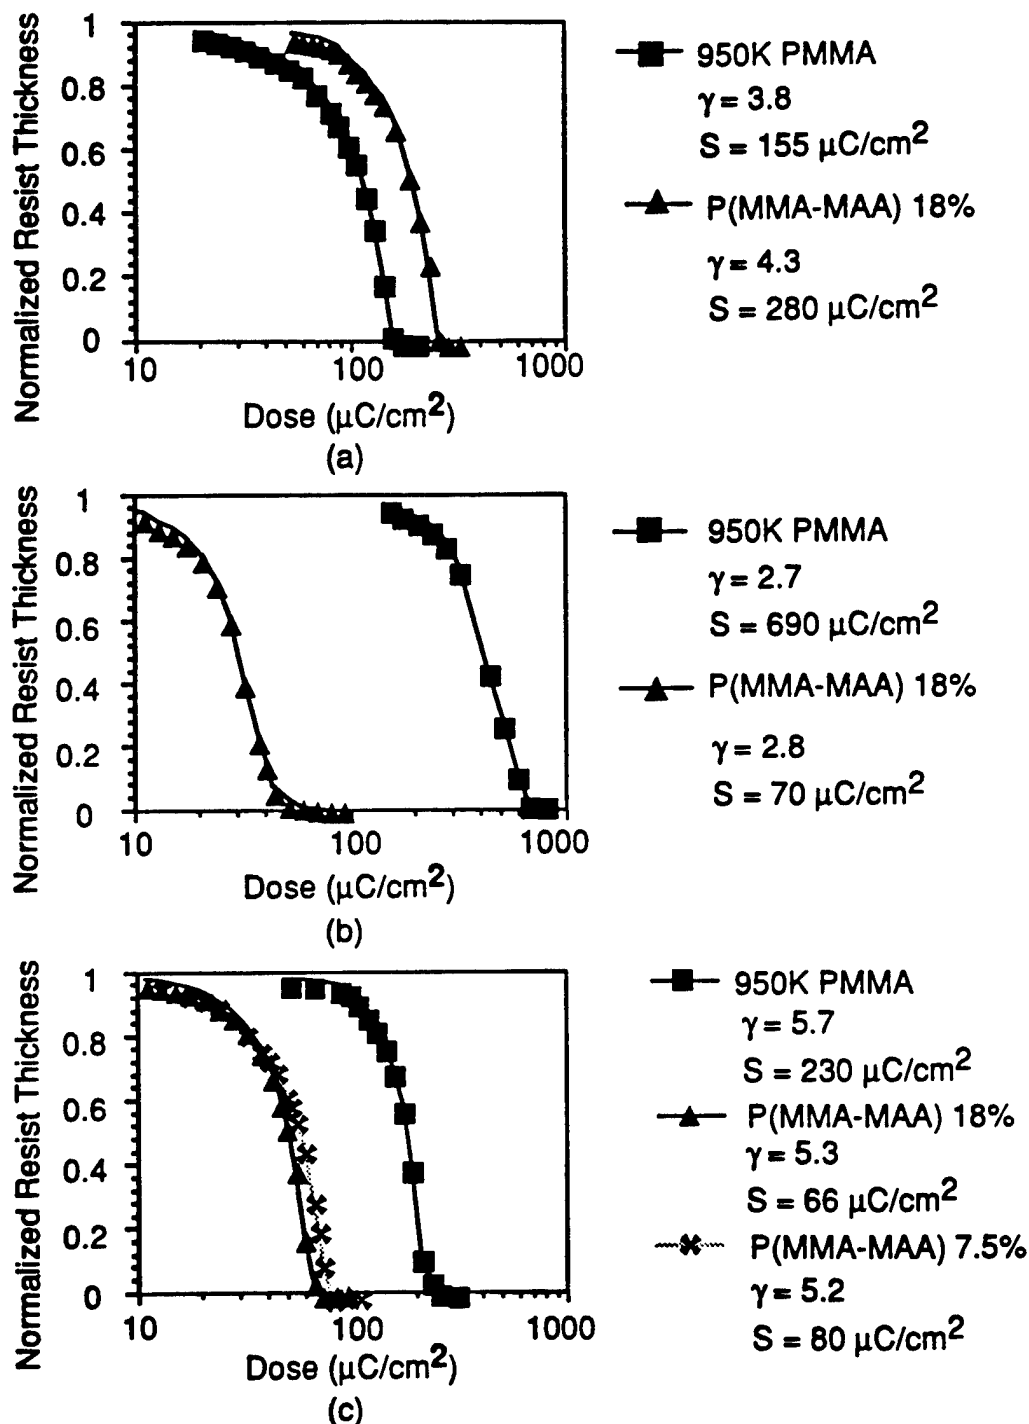 Normalized Resist Thickness
1
0.8
0.6
0.4
0.2
0
10
100
1000
Dose (μC/cm²)
(a)
950K PMMA
γ = 3.8
S = 155 μC/cm²
P(MMA-MAA) 18%
γ = 4.3
S = 280 μC/cm²
Normalized Resist Thickness
1
0.8
0.6
0.4
0.2
0
10
100
1000
Dose (μC/cm²)
(b)
950K PMMA
γ = 2.7
S = 690 μC/cm²
P(MMA-MAA) 18%
γ = 2.8
S = 70 μC/cm²
Normalized Resist Thickness
1
0.8
0.6
0.4
0.2
0
10
100
1000
Dose (μC/cm²)
(c)
950K PMMA
γ = 5.7
S = 230 μC/cm²
P(MMA-MAA) 18%
γ = 5.3
S = 66 μC/cm²
P(MMA-MAA) 7.5%
γ = 5.2
S = 80 μC/cm²